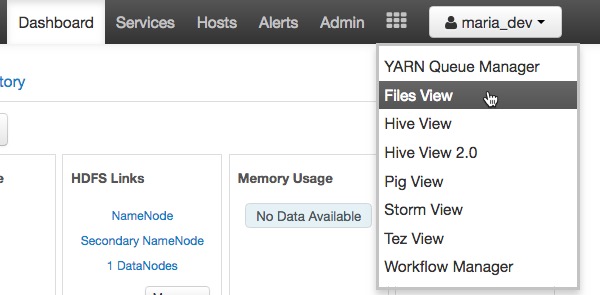 Dashboard Services Hosts Alerts Admin maria_dev
YARN Queue Manager
Files View
Hive View
Hive View 2.0
Pig View
Storm View
Tez View
Workflow Manager
tory
HDFS Links
NameNode
Secondary NameNode
1 DataNodes
Memory Usage
No Data Available